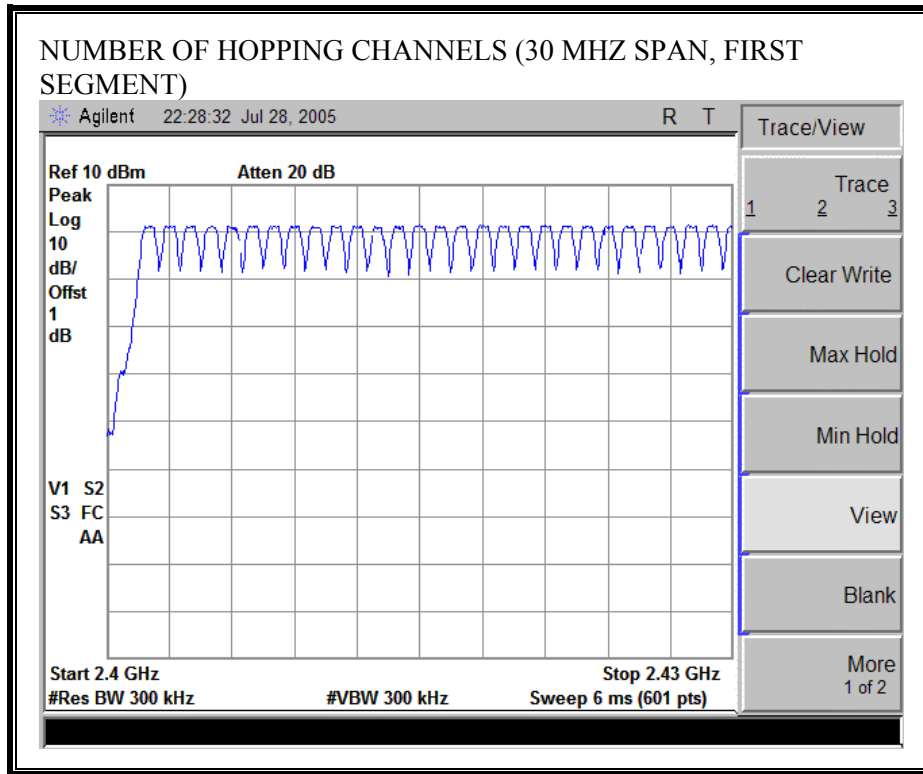 NUMBER OF HOPPING CHANNELS (30 MHZ SPAN, FIRST
SEGMENT)
Agilent 22:28:32 Jul 28, 2005 R T
Trace/View
Ref 10 dBm Atten 20 dB
Peak
Log
10
dB/
Offst
1
dB
V1 S2
S3 FC
AA
Start 2.4 GHz Stop 2.43 GHz
#Res BW 300 kHz #VBW 300 kHz Sweep 6 ms (601 pts)
Trace
1 2 3
Clear Write
Max Hold
Min Hold
View
Blank
More
1 of 2